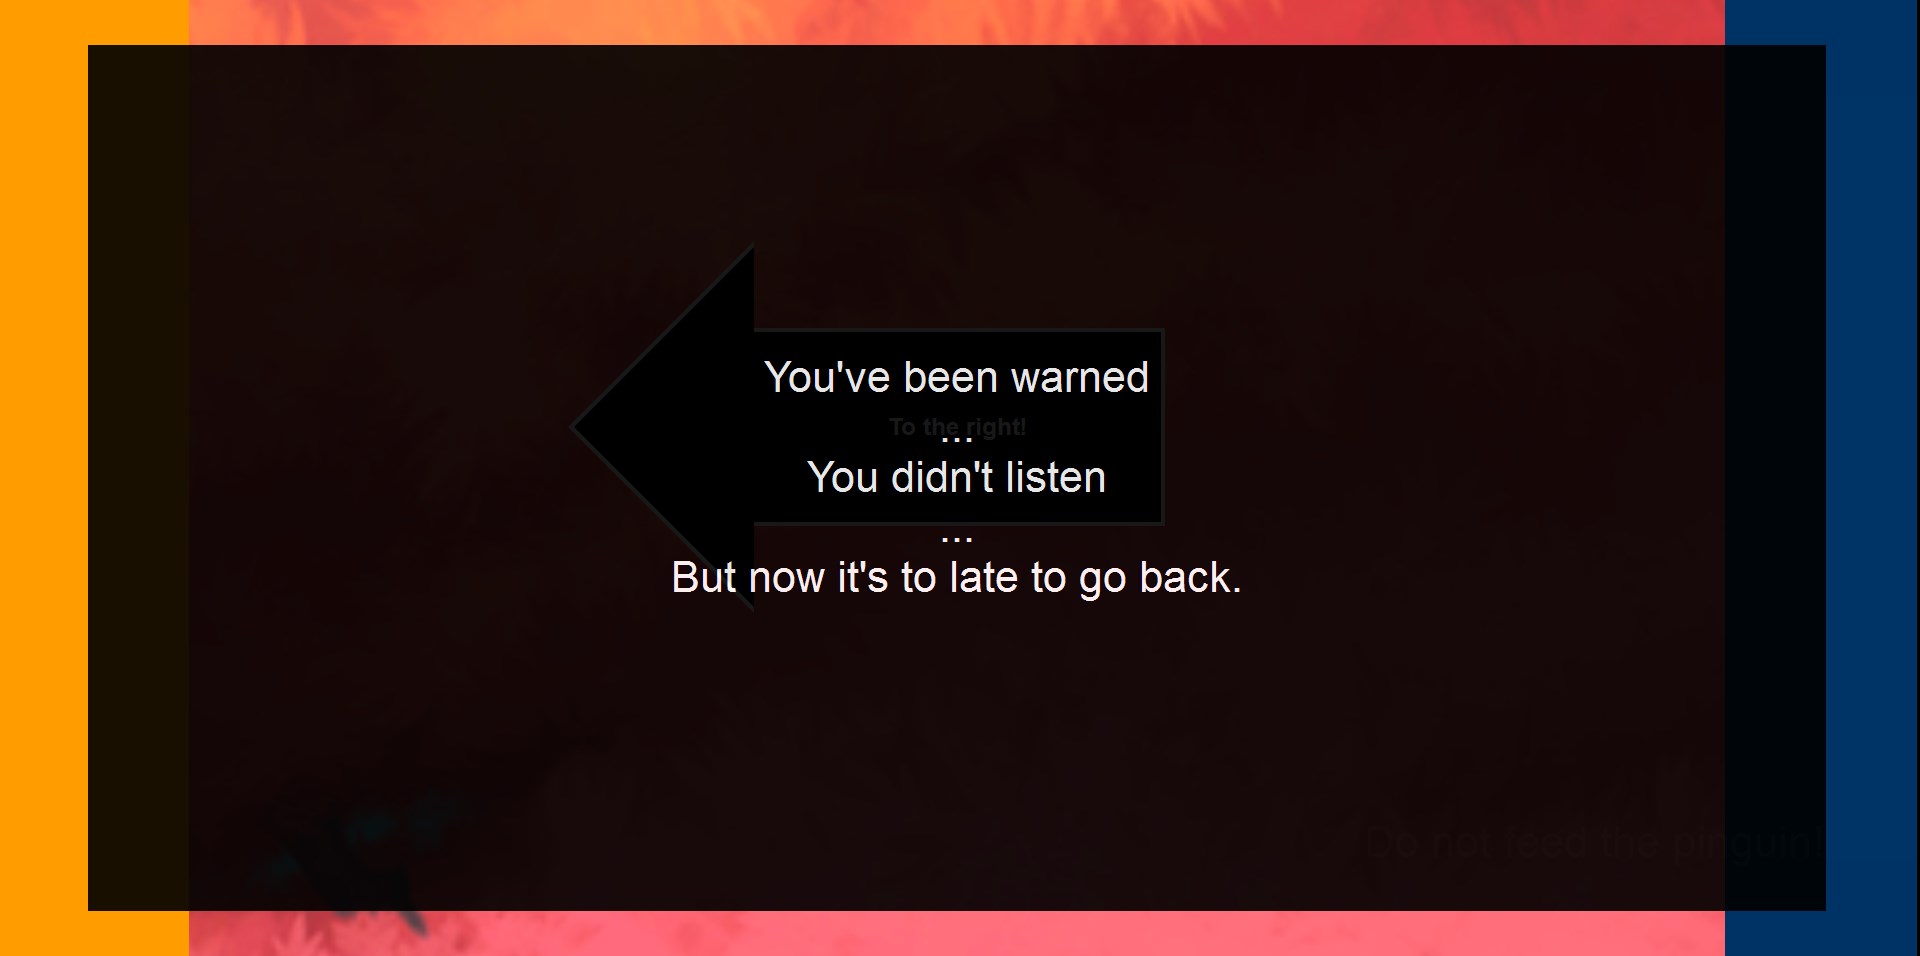 You've been warned
To the right!
...
You didn't listen
...
But now it's to late to go back.
Do not feed the pinguin!